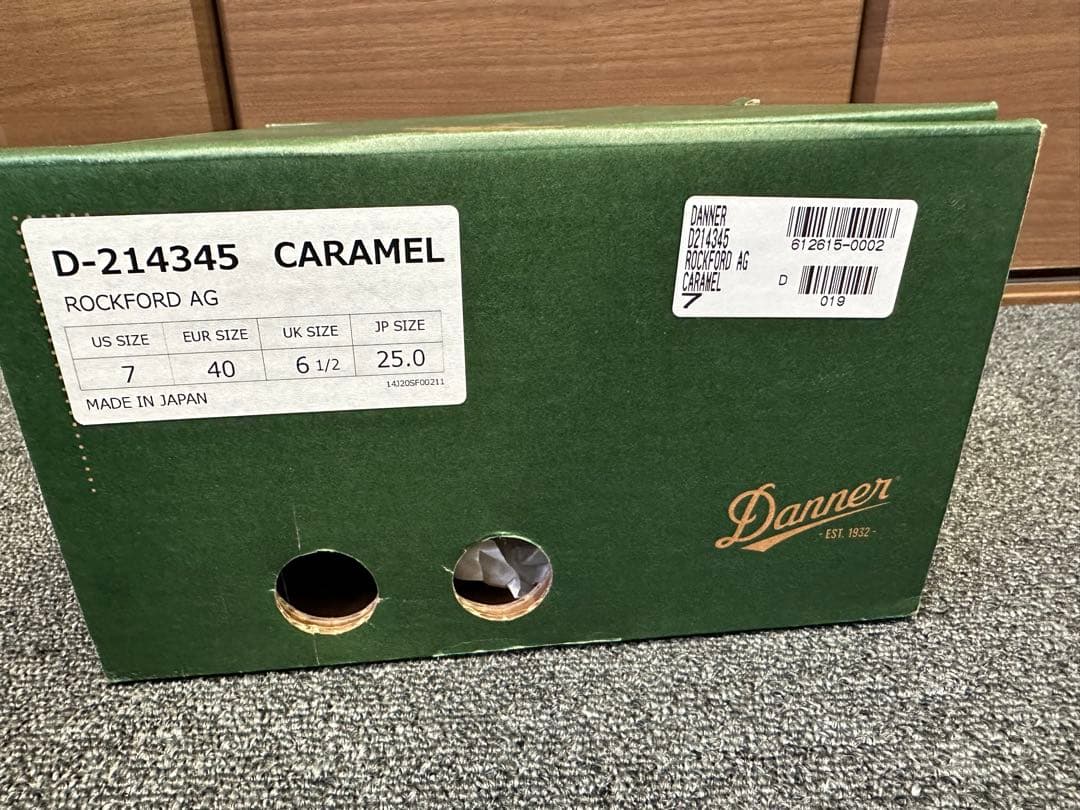 D-214345 CARAMEL
ROCKFORD AG
US SIZE EUR SIZE UK SIZE JP SIZE
7 40 6 1/2 25.0
14J20SF00211
MADE IN JAPAN
DANNER
D214345
ROCKFORD AG
CARAMEL
7
612615-0002
D
019
Danner
- EST. 1932 -